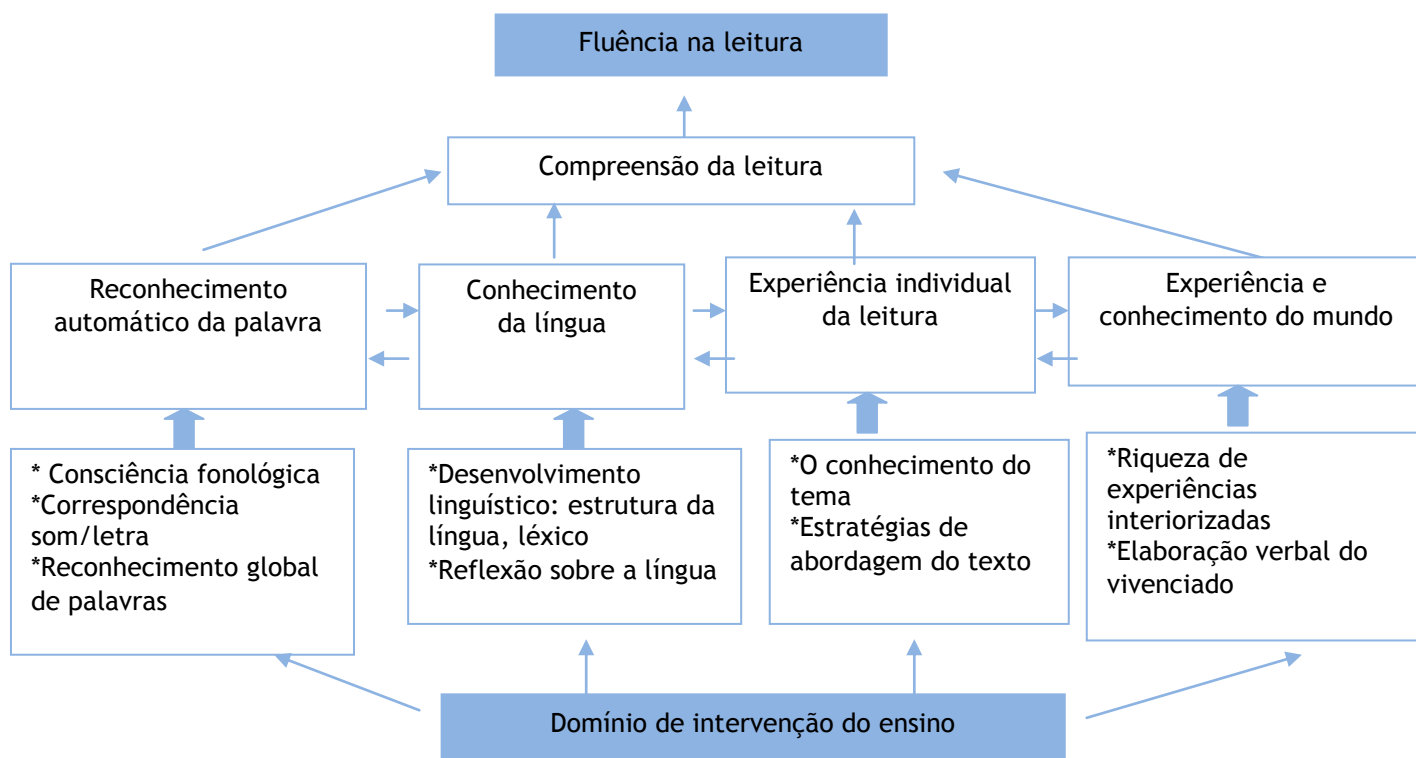 Fluência na leitura
Compreensão da leitura
Reconhecimento
automático da palavra
Conhecimento
da língua
Experiência individual
da leitura
Experiência e
conhecimento do mundo
* Consciência fonológica
*Correspondência
som/letra
*Reconhecimento global
de palavras
*Desenvolvimento
linguístico: estrutura da
língua, léxico
*Reflexão sobre a língua
*O conhecimento do
tema
*Estratégias de
abordagem do texto
*Riqueza de
experiências
interiorizadas
*Elaboração verbal do
vivenciado
Domínio de intervenção do ensino